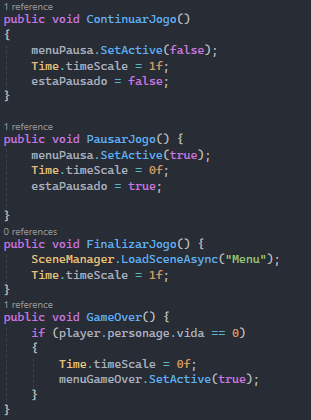 1 reference
public void ContinuarJogo()
{
menuPausa.SetActive(false);
Time.timeScale = 1f;
estaPausado = false;
}
1 reference
public void PausarJogo() {
menuPausa.SetActive(true);
Time.timeScale = 0f;
estaPausado = true;
}
0 references
public void FinalizarJogo() {
SceneManager.LoadSceneAsync("Menu");
Time.timeScale = 1f;
}
1 reference
public void GameOver() {
if (player.personage.vida == 0)
{
Time.timeScale = 0f;
menuGameOver.SetActive(true);
}
}